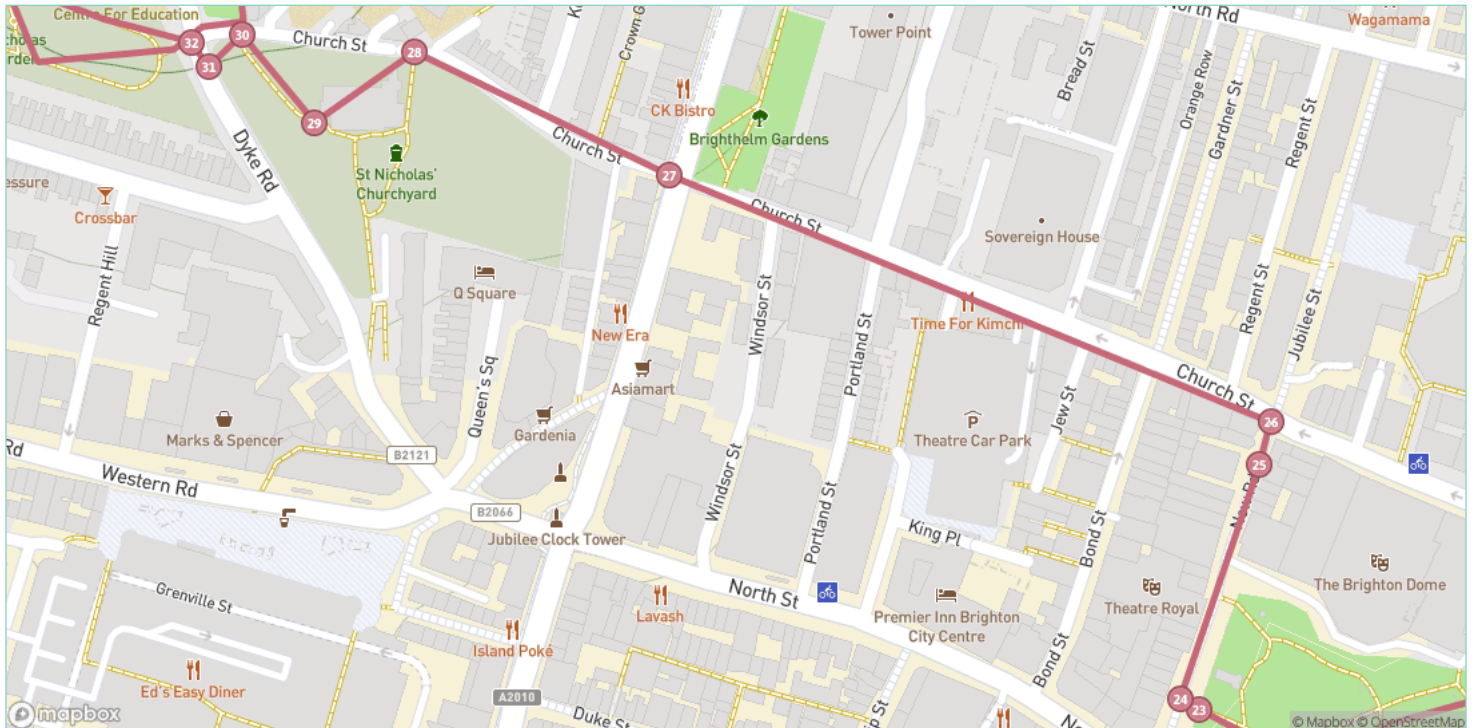 Centre For Education
North Rd
Wagamama
Tower Point
32
30
Church St
28
31
CK Bistro
Brighthelm Gardens
Bread St
Orange Row
Gardner St
Regent St
29
Dyke Rd
Church St
St Nicholas'
Churchyard
27
Crossbar
Church St
Sovereign House
Regent Hill
Q Square
New Era
Windsor St
Time For Kimchi
Portland St
Regent St
Jubilee St
Asiamart
Church St
Queen's Sq
Gardenia
Jew St
Marks & Spencer
Theatre Car Park
26
B2121
25
Rd
Western Rd
Windsor St
B2066
Portland St
Jubilee Clock Tower
King Pl
Bond St
North St
The Brighton Dome
Grenville St
Lavash
Premier Inn Brighton
City Centre
Theatre Royal
Island Poké
Bond St
Ed's Easy Diner
A2010
24
23
mapbox
Duke St
© Mapbox © OpenStreetMap